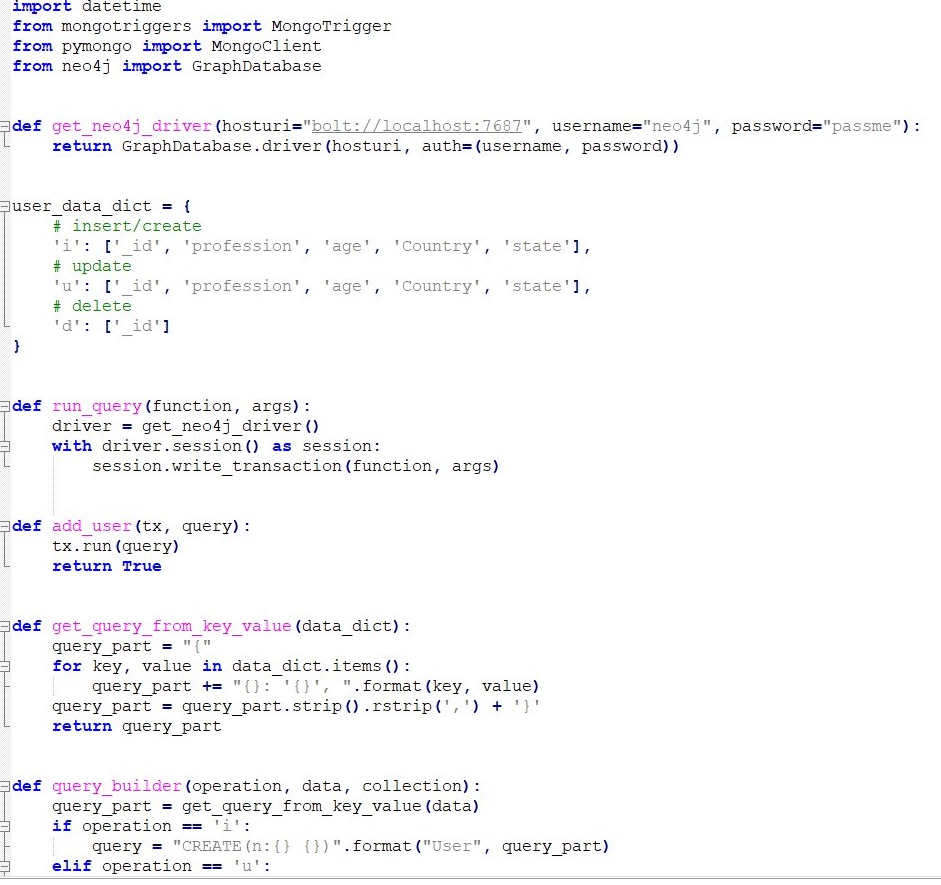 import datetime
from mongotriggers import MongoTrigger
from pymongo import MongoClient
from neo4j import GraphDatabase
def get_neo4j_driver(hosturi="bolt://localhost:7687", username="neo4j", password="passme"):
    return GraphDatabase.driver(hosturi, auth=(username, password))
user_data_dict = {
    # insert/create
    'i': ['_id', 'profession', 'age', 'Country', 'state'],
    # update
    'u': ['_id', 'profession', 'age', 'Country', 'state'],
    # delete
    'd': ['_id']
}
def run_query(function, args):
    driver = get_neo4j_driver()
    with driver.session() as session:
        session.write_transaction(function, args)
def add_user(tx, query):
    tx.run(query)
    return True
def get_query_from_key_value(data_dict):
    query_part = "{"
    for key, value in data_dict.items():
        query_part += "{}: '{}', ".format(key, value)
    query_part = query_part.strip().rstrip(',') + '}'
    return query_part
def query_builder(operation, data, collection):
    query_part = get_query_from_key_value(data)
    if operation == 'i':
        query = "CREATE(n:{} {})".format("User", query_part)
    elif operation == 'u':